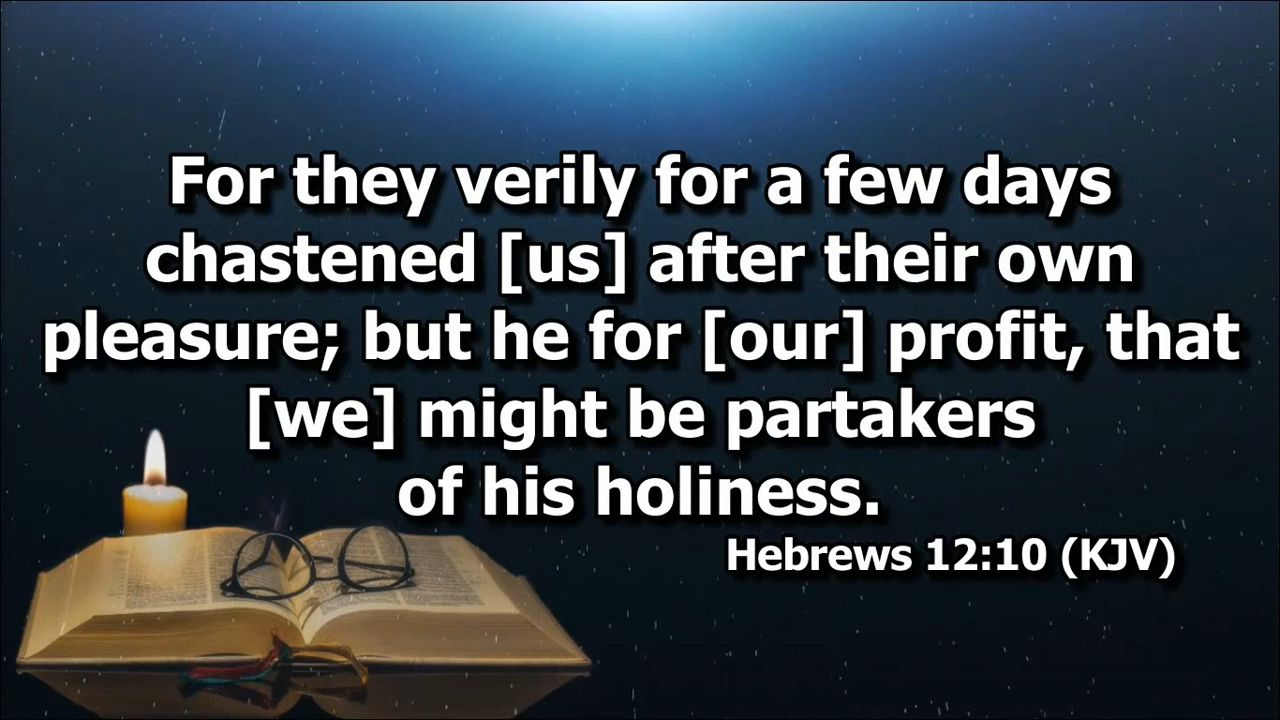 For they verily for a few days
chastened [us] after their own
pleasure; but he for [our] profit, that
[we] might be partakers
of his holiness.
Hebrews 12:10 (KJV)